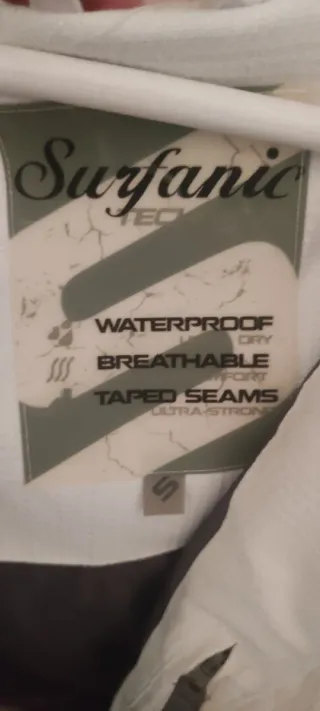 Surfanic
TECH
WATERPROOF
DRY
BREATHABLE
TAPED SEAMS
ULTRA-STRONG
S